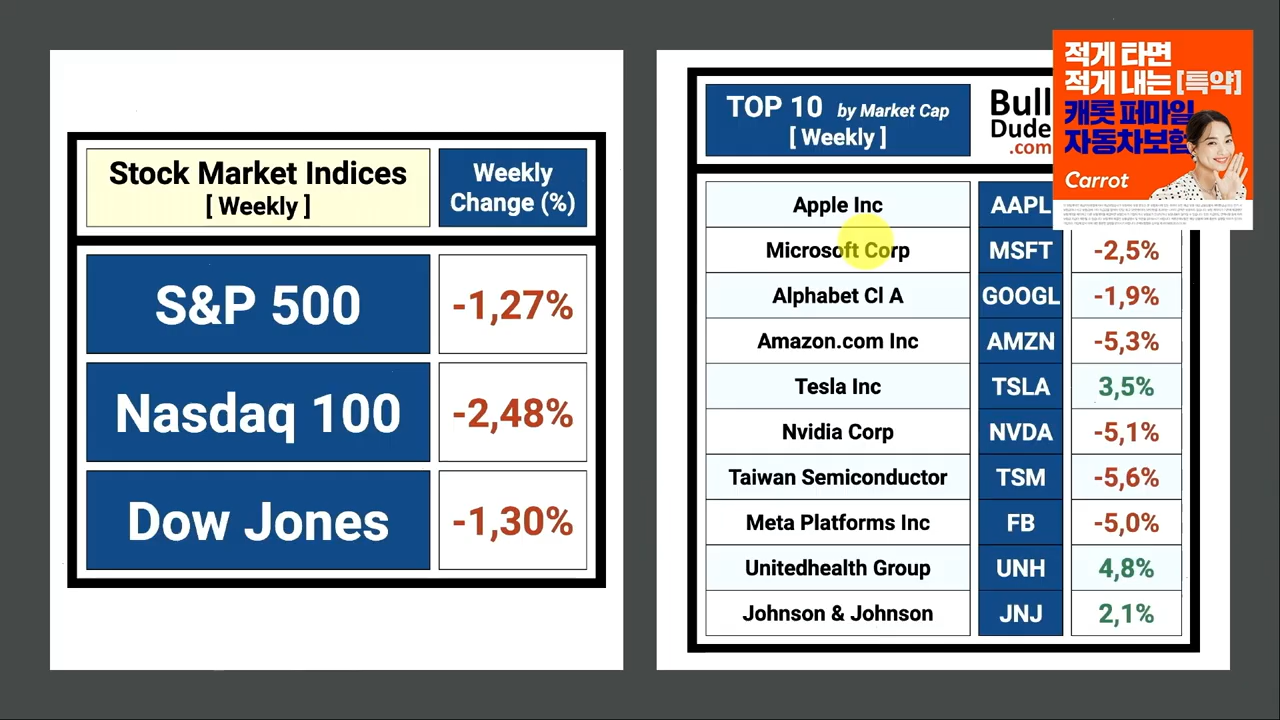 Stock Market Indices
[ Weekly ]
Weekly
Change (%)
S&P 500
-1,27%
Nasdaq 100
-2,48%
Dow Jones
-1,30%
TOP 10 by Market Cap
[ Weekly ]
Bull
Dude
.com
적게 타면
적게 내는 [특약]
캐롯 퍼마일
자동차보험
Carrot
Apple Inc
AAPL
Microsoft Corp
MSFT
-2,5%
Alphabet Cl A
GOOGL
-1,9%
Amazon.com Inc
AMZN
-5,3%
Tesla Inc
TSLA
3,5%
Nvidia Corp
NVDA
-5,1%
Taiwan Semiconductor
TSM
-5,6%
Meta Platforms Inc
FB
-5,0%
Unitedhealth Group
UNH
4,8%
Johnson & Johnson
JNJ
2,1%